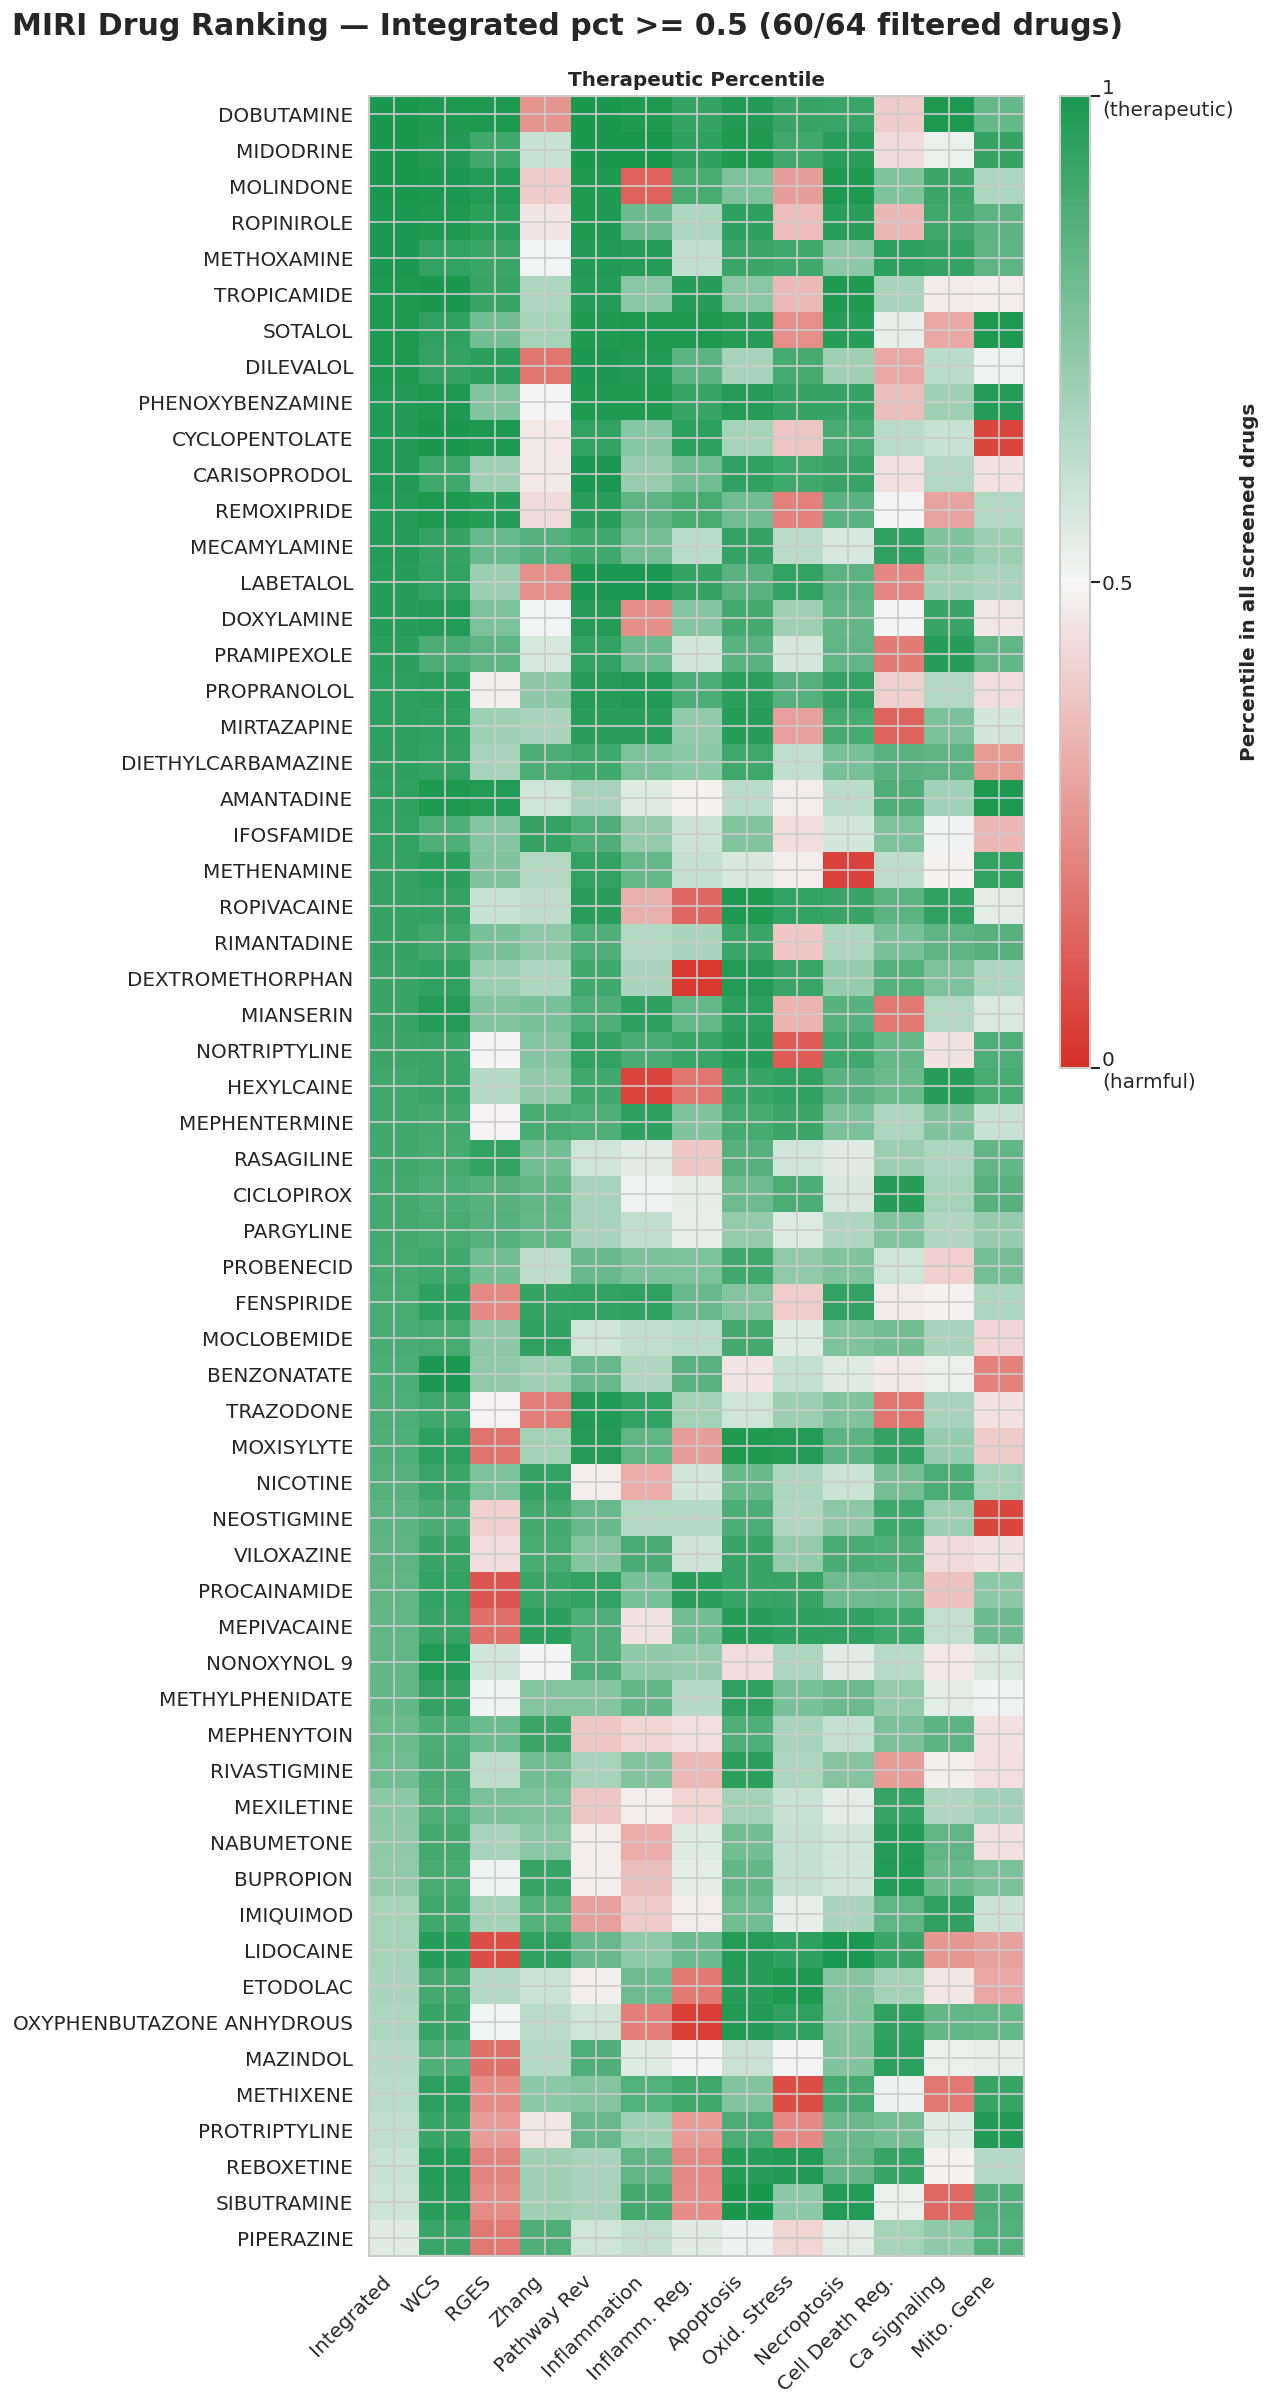 MIRI Drug Ranking — Integrated pct >= 0.5 (60/64 filtered drugs)
Therapeutic Percentile
DOBUTAMINE
MIDODRINE
MOLINDONE
ROPINIROLE
METHOXAMINE
TROPICAMIDE
SOTALOL
DILEVALOL
PHENOXYBENZAMINE
CYCLOPENTOLATE
CARISOPRODOL
REMOXIPRIDE
MECAMYLAMINE
LABETALOL
DOXYLAMINE
PRAMIPEXOLE
PROPRANOLOL
MIRTAZAPINE
DIETHYLCARBAMAZINE
AMANTADINE
IFOSFAMIDE
METHENAMINE
ROPIVACAINE
RIMANTADINE
DEXTROMETHORPHAN
MIANSERIN
NORTRIPTYLINE
HEXYLCAINE
MEPHENTERMINE
RASAGILINE
CICLOPIROX
PARGYLINE
PROBENECID
FENSPIRIDE
MOCLOBEMIDE
BENZONATATE
TRAZODONE
MOXISYLYTE
NICOTINE
NEOSTIGMINE
VILOXAZINE
PROCAINAMIDE
MEPIVACAINE
NONOXYNOL 9
METHYLPHENIDATE
MEPHENYTOIN
RIVASTIGMINE
MEXILETINE
NABUMETONE
BUPROPION
IMIQUIMOD
LIDOCAINE
ETODOLAC
OXYPHENBUTAZONE ANHYDROUS
MAZINDOL
METHIXENE
PROTRIPTYLINE
REBOXETINE
SIBUTRAMINE
PIPERAZINE
Integrated
WCS
RGES
Zhang
Pathway Rev
Inflammation
Inflamm. Reg.
Apoptosis
Oxid. Stress
Necroptosis
Cell Death Reg.
Ca Signaling
Mito. Gene
1
(therapeutic)
0.5
0
(harmful)
Percentile in all screened drugs